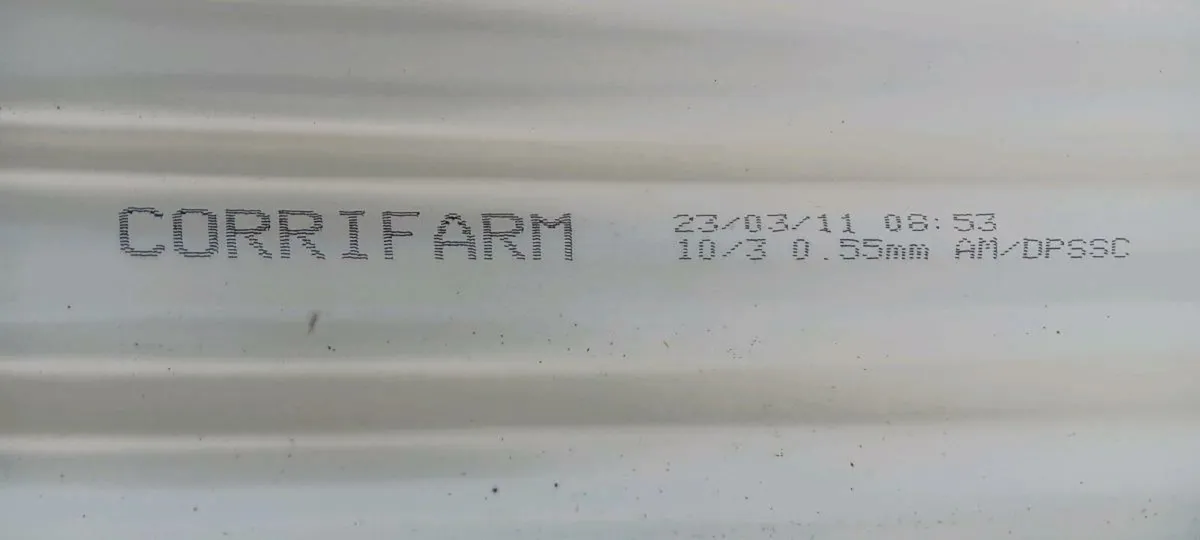 CORRIFARM
23/03/11 08:53
10/3 0.55mm AM/DPSSC